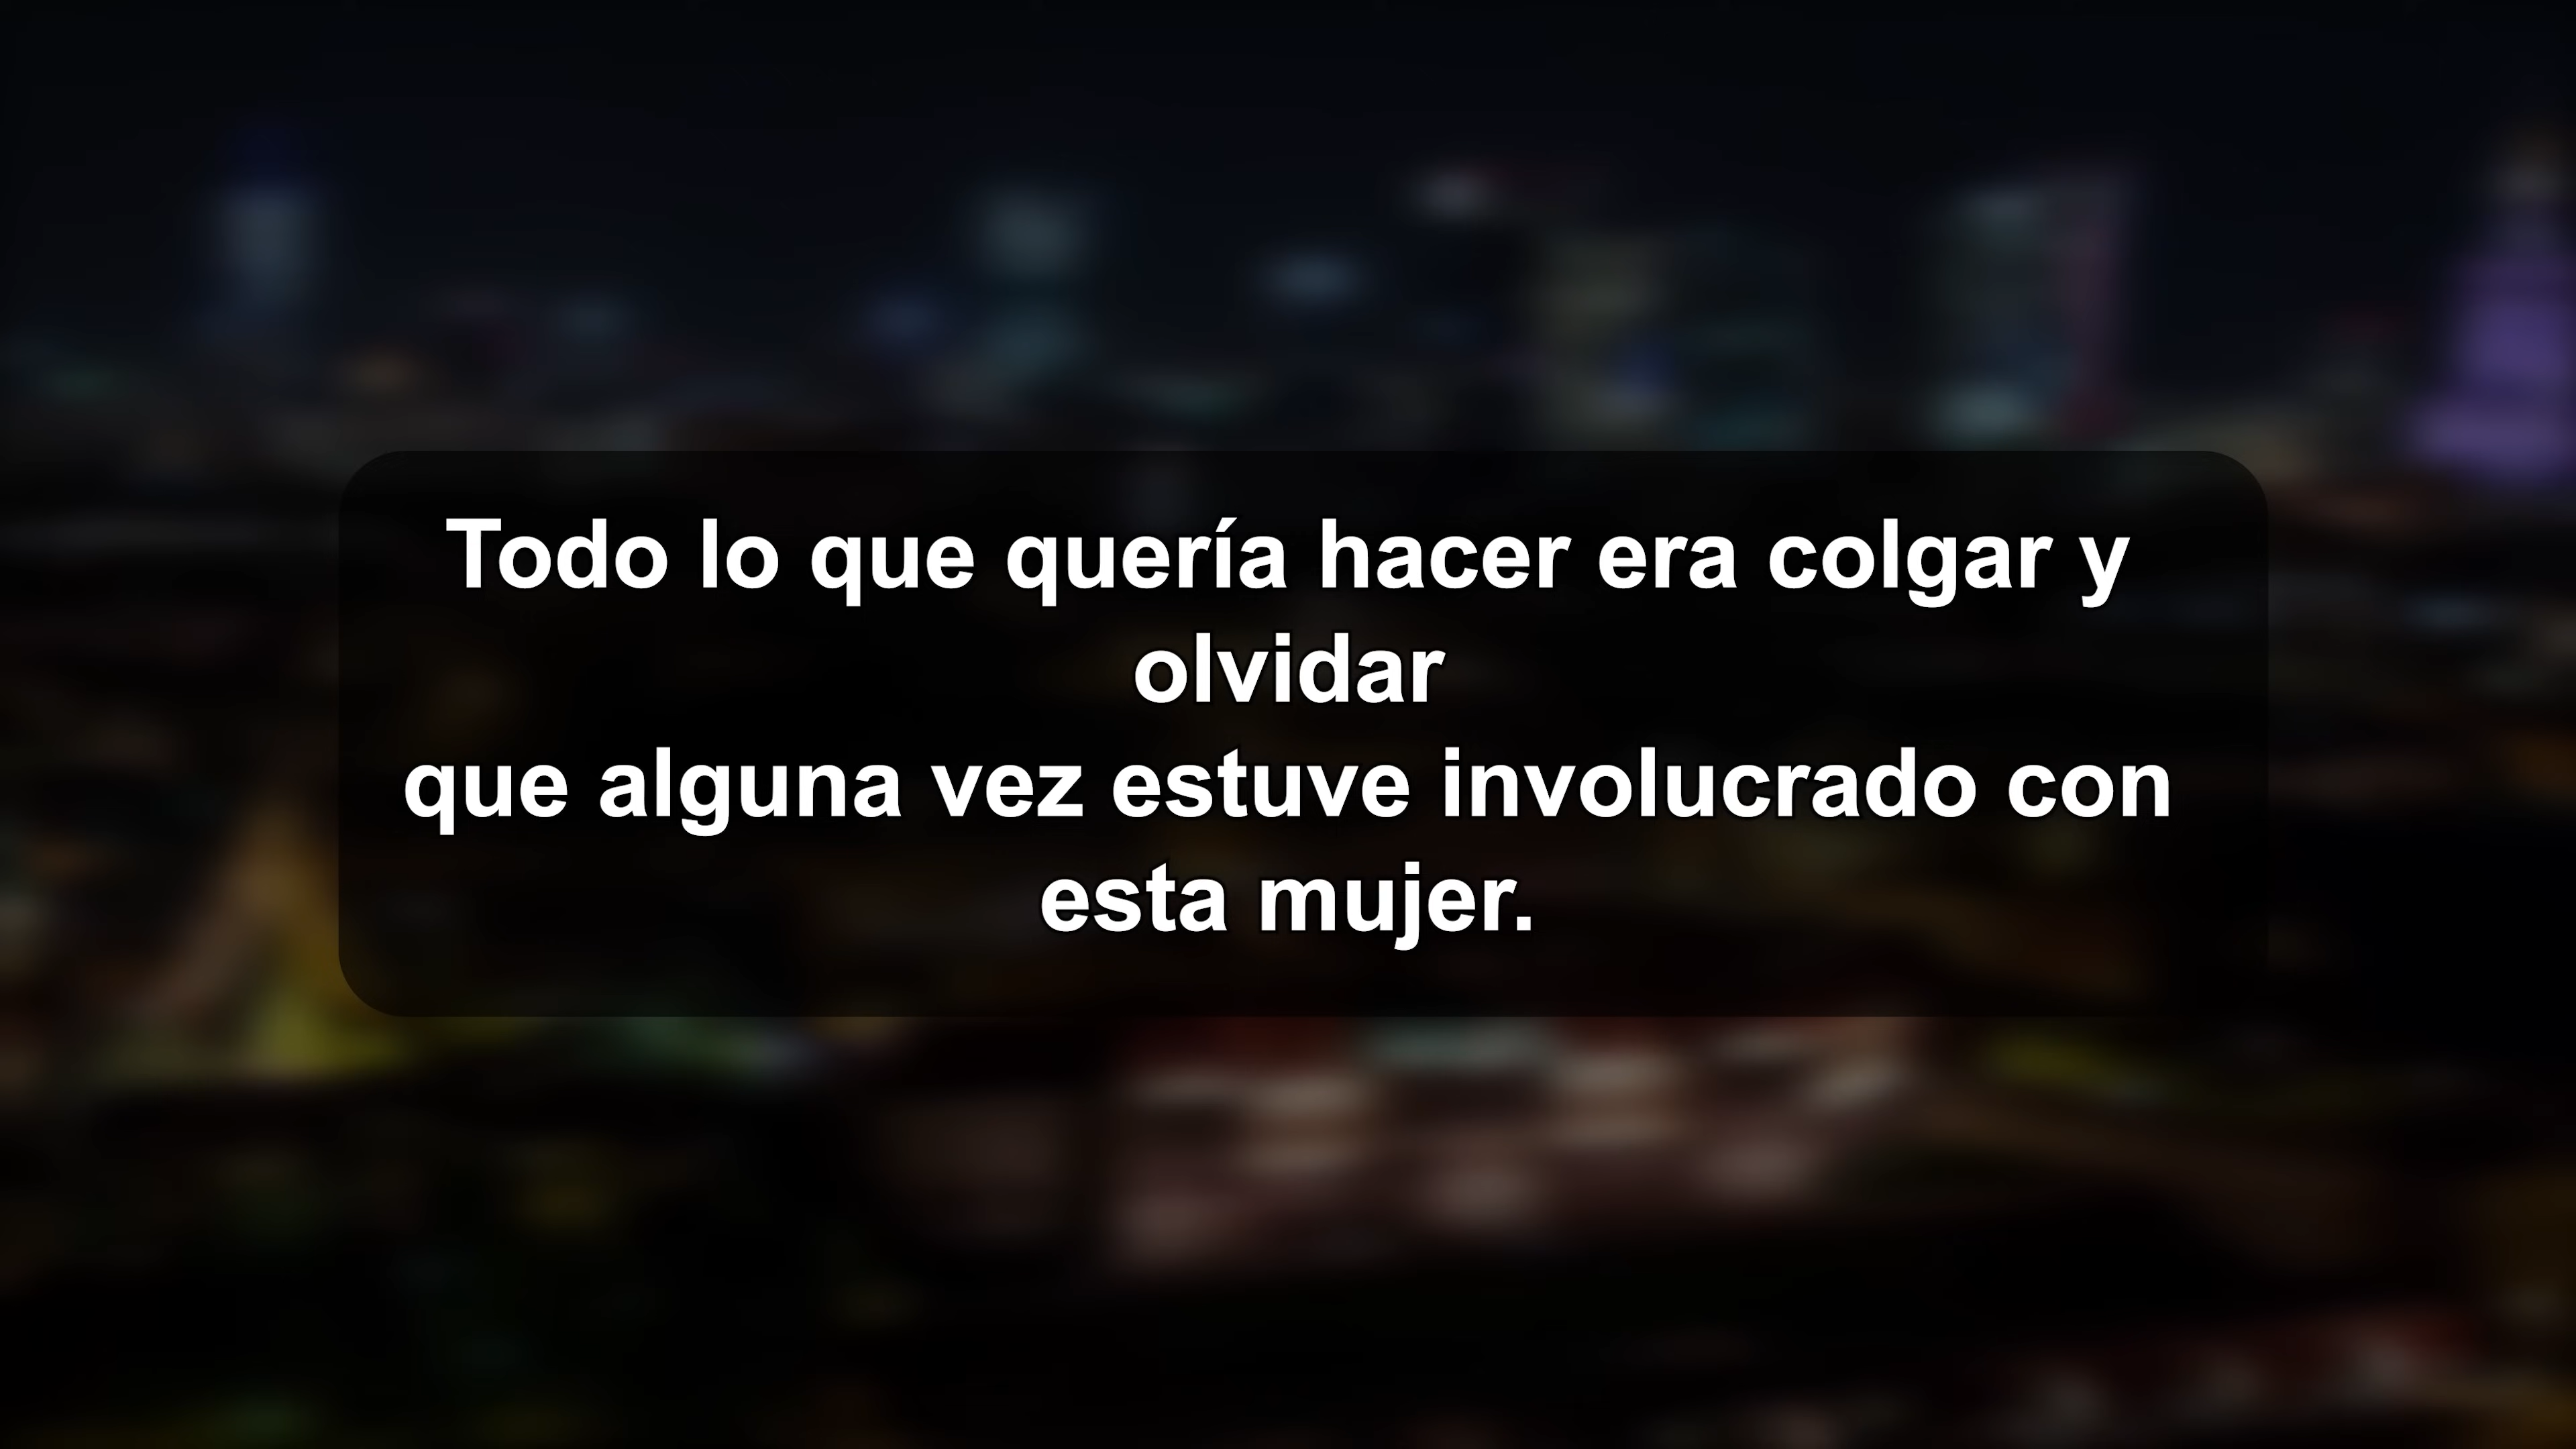 Todo lo que quería hacer era colgar y
olvidar
que alguna vez estuve involucrado con
esta mujer.